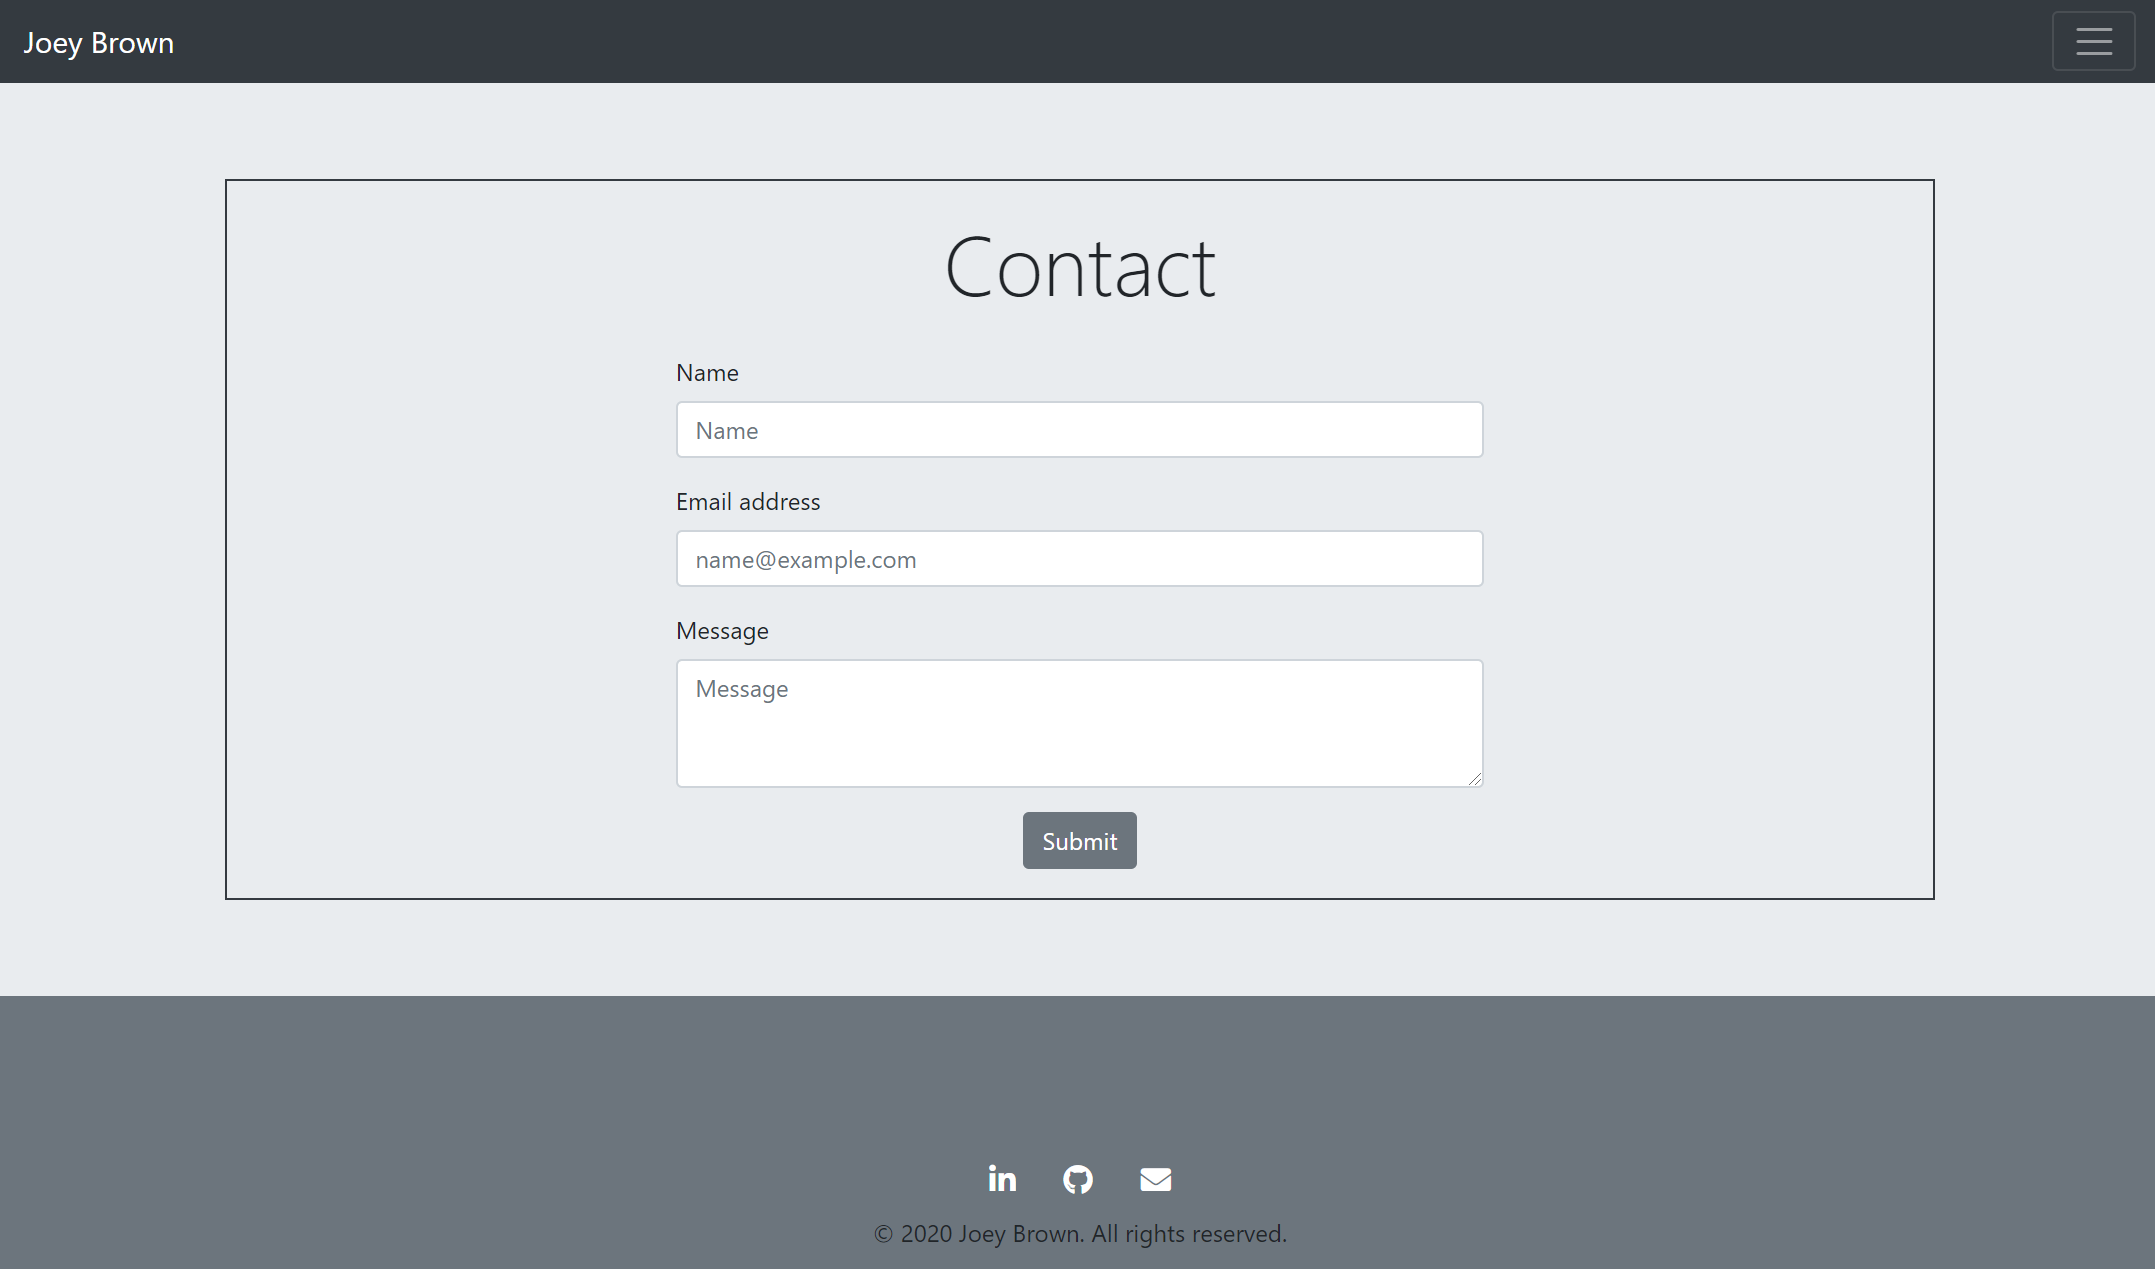 Joey Brown
Contact
Name
Name
Email address
name@example.com
Message
Message
Submit
© 2020 Joey Brown. All rights reserved.